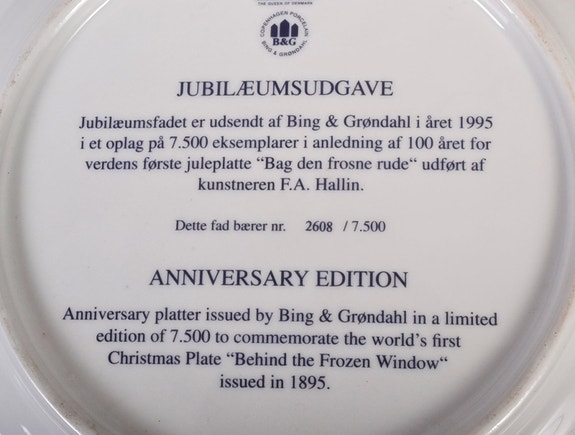 THE QUEEN OF DENMARK
COPENHAGEN PORCELAIN
B&G
BING & GRØNDAHL
JUBILÆUMSUDGAVE
Jubilæumsfadet er udsendt af Bing & Grøndahl i året 1995
i et oplag på 7.500 eksemplarer i anledning af 100 året for
verdens første juleplatte “Bag den frosne rude“ udført af
kunstneren F.A. Hallin.
Dette fad bærer nr. 2608 / 7.500
ANNIVERSARY EDITION
Anniversary platter issued by Bing & Grøndahl in a limited
edition of 7.500 to commemorate the world’s first
Christmas Plate “Behind the Frozen Window“
issued in 1895.